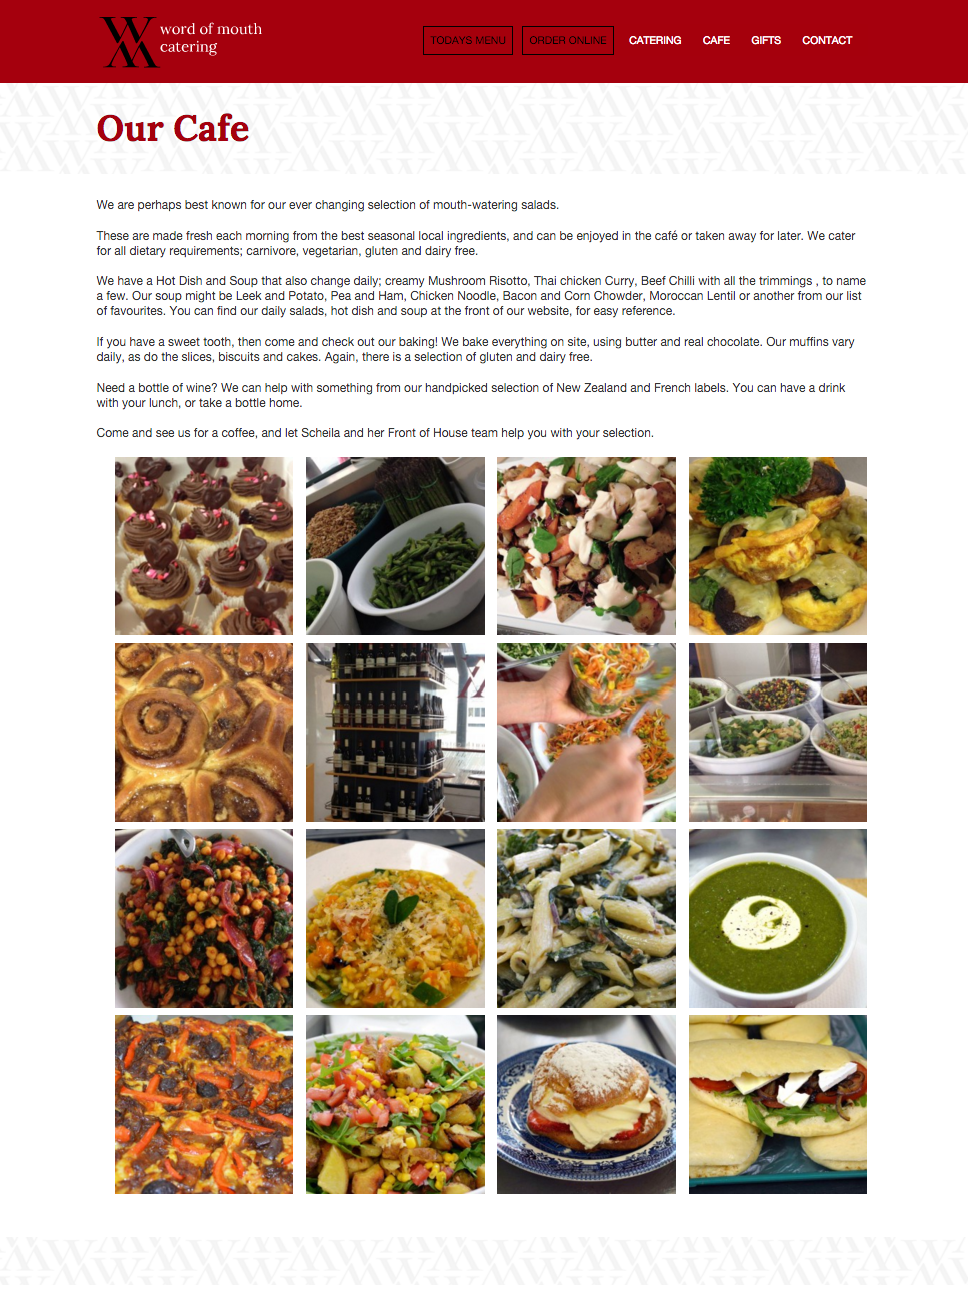 word of mouth
catering
TODAYS MENU ORDER ONLINE CATERING CAFE GIFTS CONTACT
Our Cafe
We are perhaps best known for our ever changing selection of mouth-watering salads.
These are made fresh each morning from the best seasonal local ingredients, and can be enjoyed in the café or taken away for later. We cater
for all dietary requirements; carnivore, vegetarian, gluten and dairy free.
We have a Hot Dish and Soup that also change daily; creamy Mushroom Risotto, Thai chicken Curry, Beef Chilli with all the trimmings , to name
a few. Our soup might be Leek and Potato, Pea and Ham, Chicken Noodle, Bacon and Corn Chowder, Moroccan Lentil or another from our list
of favourites. You can find our daily salads, hot dish and soup at the front of our website, for easy reference.
If you have a sweet tooth, then come and check out our baking! We bake everything on site, using butter and real chocolate. Our muffins vary
daily, as do the slices, biscuits and cakes. Again, there is a selection of gluten and dairy free.
Need a bottle of wine? We can help with something from our handpicked selection of New Zealand and French labels. You can have a drink
with your lunch, or take a bottle home.
Come and see us for a coffee, and let Scheila and her Front of House team help you with your selection.